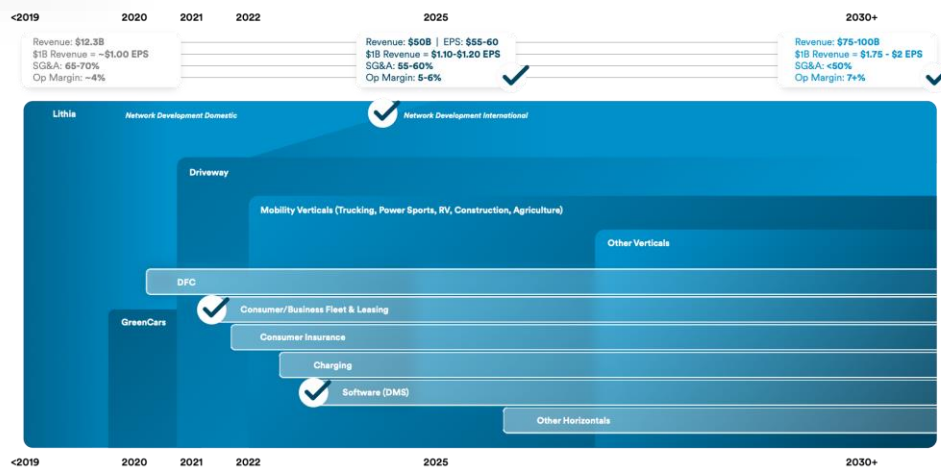 <2019 2020 2021 2022 2025 2030+
Revenue: $12.3B
$1B Revenue = ~$1.00 EPS
SG&A: 65-70%
Op Margin: ~4%
Revenue: $50B | EPS: $55-60
$1B Revenue = $1.10-$1.20 EPS
SG&A: 55-60%
Op Margin: 5-6%
Revenue: $75-100B
$1B Revenue = $1.75 - $2 EPS
SG&A: <50%
Op Margin: 7+%
Lithia
Network Development Domestic
Network Development International
Driveway
Mobility Verticals (Trucking, Power Sports, RV, Construction, Agriculture)
Other Verticals
DFC
Consumer/Business Fleet & Leasing
GreenCars
Consumer Insurance
Charging
Software (DMS)
Other Horizontals
<2019 2020 2021 2022 2025 2030+